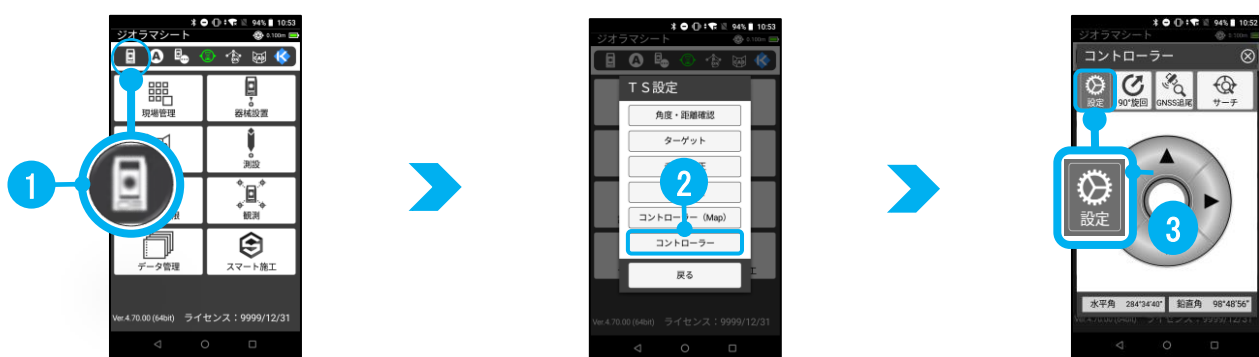 94% 10:53
ジオラマシート 0.100m
現場管理 器械設置
測設
観測
データ管理 スマート施工
Ver.4.70.00 (64bit) ライセンス：9999/12/31
1
94% 10:53
ジオラマシート 0.100m
ＴＳ設定
角度・距離確認
ターゲット
2
コントローラー（Map）
コントローラー
戻る
Ver.4.70.00 (64bit) ライセンス：9999/12/31
94% 10:52
ジオラマシート 0.100m
コントローラー
設定 90°旋回 GNSS追尾 サーチ
設定
3
水平角 284°34'40" 鉛直角 98°48'56"